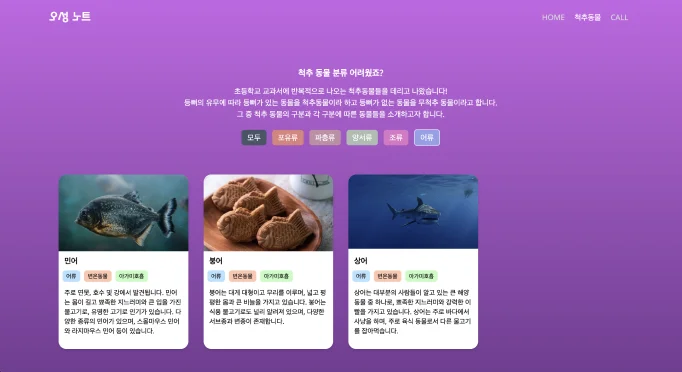 오성 노트
HOME 척추동물 CALL
척추 동물 분류 어려웠죠?
초등학교 교과서에 반복적으로 나오는 척추동물들을 데리고 나왔습니다!
등뼈의 유무에 따라 등뼈가 있는 동물을 척추동물이라 하고 등뼈가 없는 동물을 무척추 동물이라고 합니다.
그 중 척추 동물의 구분과 각 구분에 따른 동물들을 소개하고자 합니다.
모두 포유류 파충류 양서류 조류 어류
민어
어류 변온동물 아가미호흡
주로 연못, 호수 및 강에서 발견됩니다. 민어
는 몸이 길고 뾰족한 지느러미와 큰 입을 가진
물고기로, 유명한 고기로 인기가 있습니다. 다
양한 종류의 민어가 있으며, 스몰마우스 민어
와 라지마우스 민어 등이 있습니다.
붕어
어류 변온동물 아가미호흡
붕어는 대게 대형이고 무리를 이루며, 넓고 평
평한 몸과 큰 비늘을 가지고 있습니다. 붕어는
식용 물고기로도 널리 알려져 있으며, 다양한
서브종과 변종이 존재합니다.
상어
어류 변온동물 아가미호흡
상어는 대부분의 사람들이 알고 있는 큰 해양
동물 중 하나로, 뾰족한 지느러미와 강력한 이
빨을 가지고 있습니다. 상어는 주로 바다에서
사냥을 하며, 주로 육식 동물로서 다른 물고기
를 잡아먹습니다.